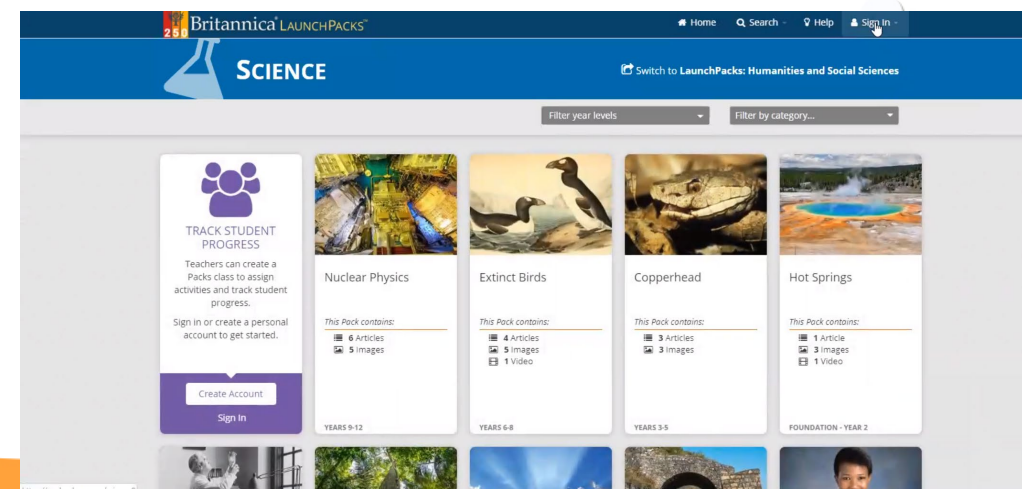 250 Britannica® LAUNCHPACKS™
Home Search Help Sign In
SCIENCE
Switch to LaunchPacks: Humanities and Social Sciences
Filter year levels
Filter by category...
TRACK STUDENT
PROGRESS
Teachers can create a
Packs class to assign
activities and track student
progress.
Sign in or create a personal
account to get started.
Create Account
Sign In
Nuclear Physics
This Pack contains:
6 Articles
5 Images
YEARS 9-12
Extinct Birds
This Pack contains:
4 Articles
5 Images
1 Video
YEARS 6-8
Copperhead
This Pack contains:
3 Articles
3 Images
YEARS 3-5
Hot Springs
This Pack contains:
1 Article
3 Images
1 Video
FOUNDATION - YEAR 2